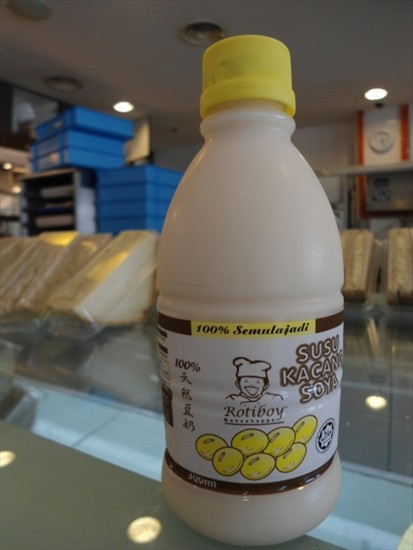 100% Semulajadi
100%
天然豆奶
SUSU
KACANG
SOYA
Rotiboy